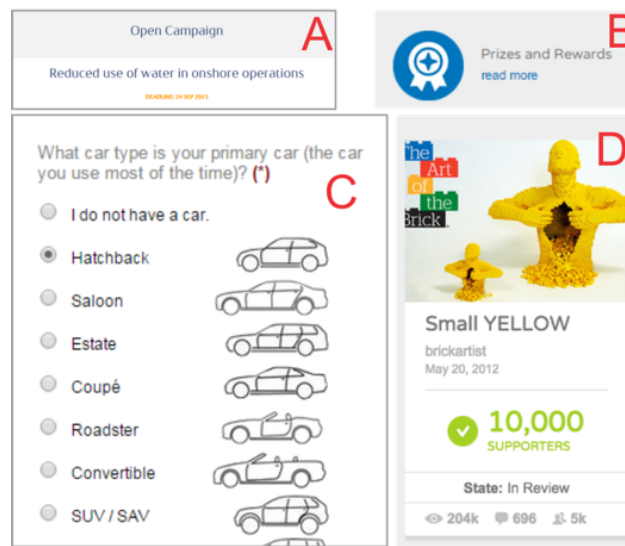 Open Campaign
A
Reduced use of water in onshore operations
DEADLINE: 24 SEP 2015
B
Prizes and Rewards
read more
What car type is your primary car (the car
you use most of the time)? (*)
C
I do not have a car.
Hatchback
Saloon
Estate
Coupé
Roadster
Convertible
SUV / SAV
D
The
Art
of
the
Brick
Small YELLOW
brickartist
May 20, 2012
10,000
SUPPORTERS
State: In Review
204k 696 5k